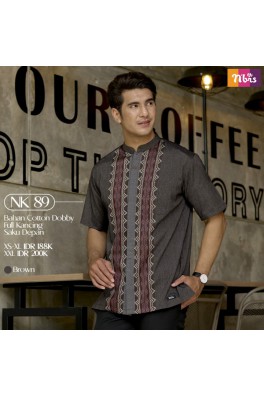 Nbrs
OUR COFFEE
OP T
ORY
NK 89
Bahan Cotton Dobby
Full Kancing
Saku Depan
XS-XL IDR 188K
XXL IDR 200K
Brown